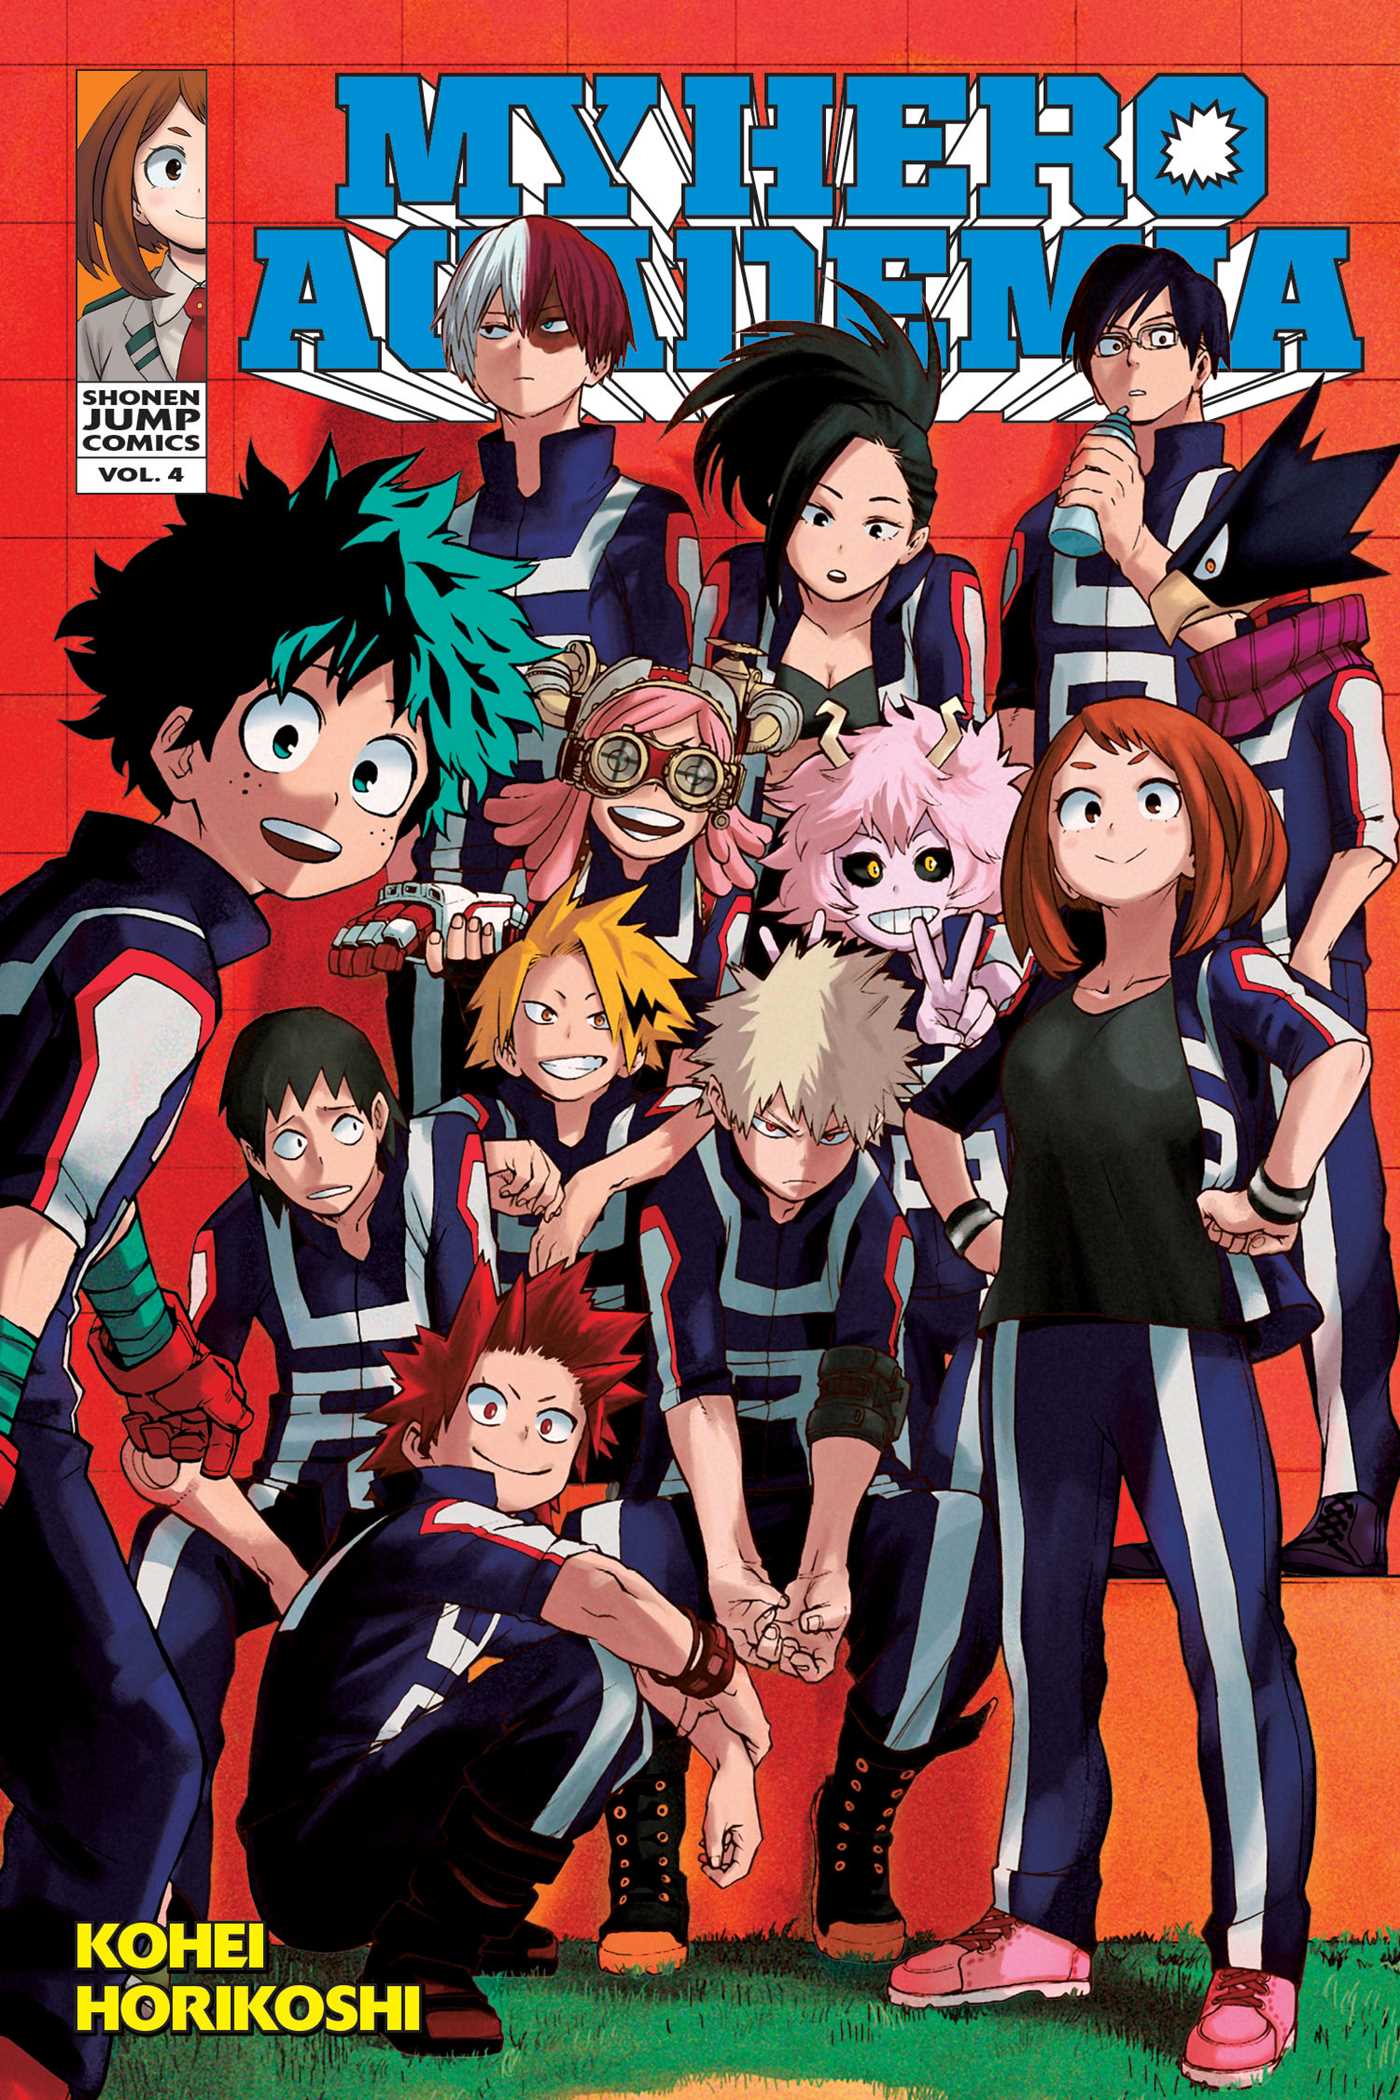 MY HERO
ACADEMIA
SHONEN
JUMP
COMICS
VOL. 4
KOHEI
HORIKOSHI